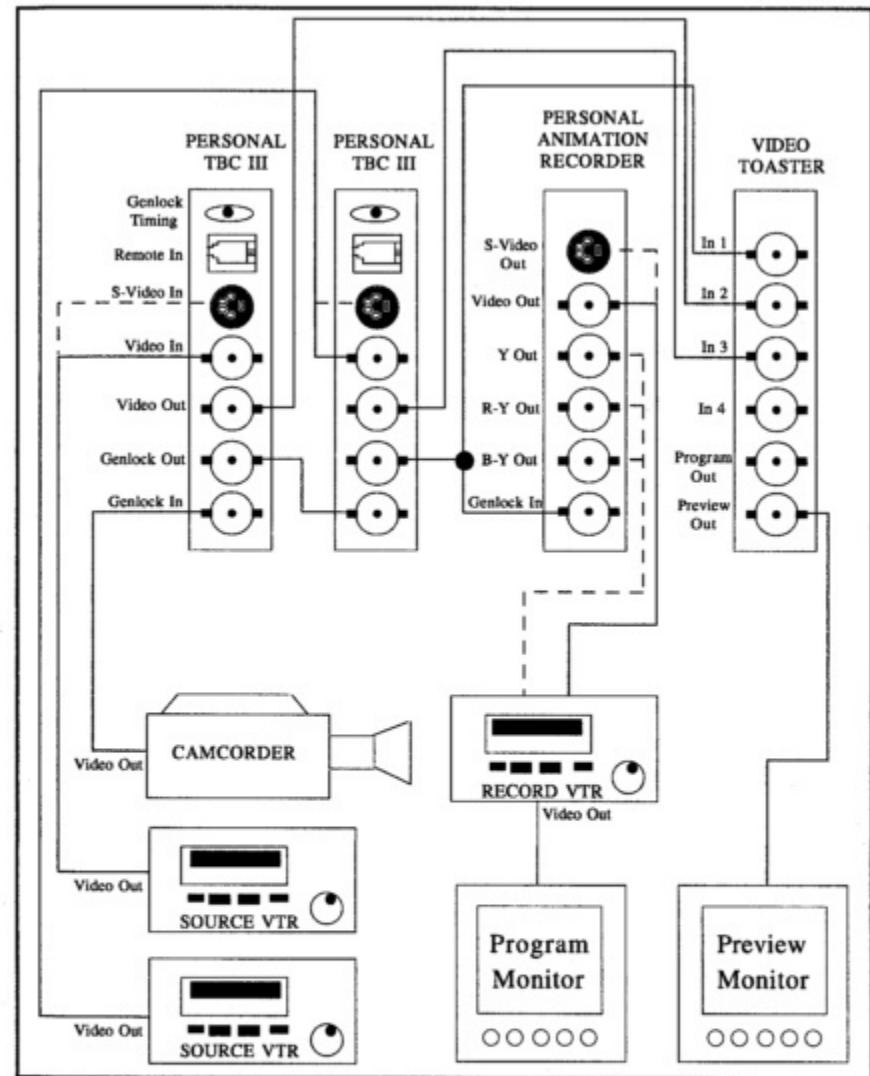 PERSONAL
TBC III
PERSONAL
TBC III
PERSONAL
ANIMATION
RECORDER
VIDEO
TOASTER
Genlock
Timing
Remote In
S-Video In
Video In
Video Out
Genlock Out
Genlock In
S-Video
Out
Video Out
Y Out
R-Y Out
B-Y Out
Genlock In
In 1
In 2
In 3
In 4
Program
Out
Preview
Out
CAMCORDER
Video Out
RECORD VTR
Video Out
Video Out
SOURCE VTR
Video Out
SOURCE VTR
Program
Monitor
Preview
Monitor